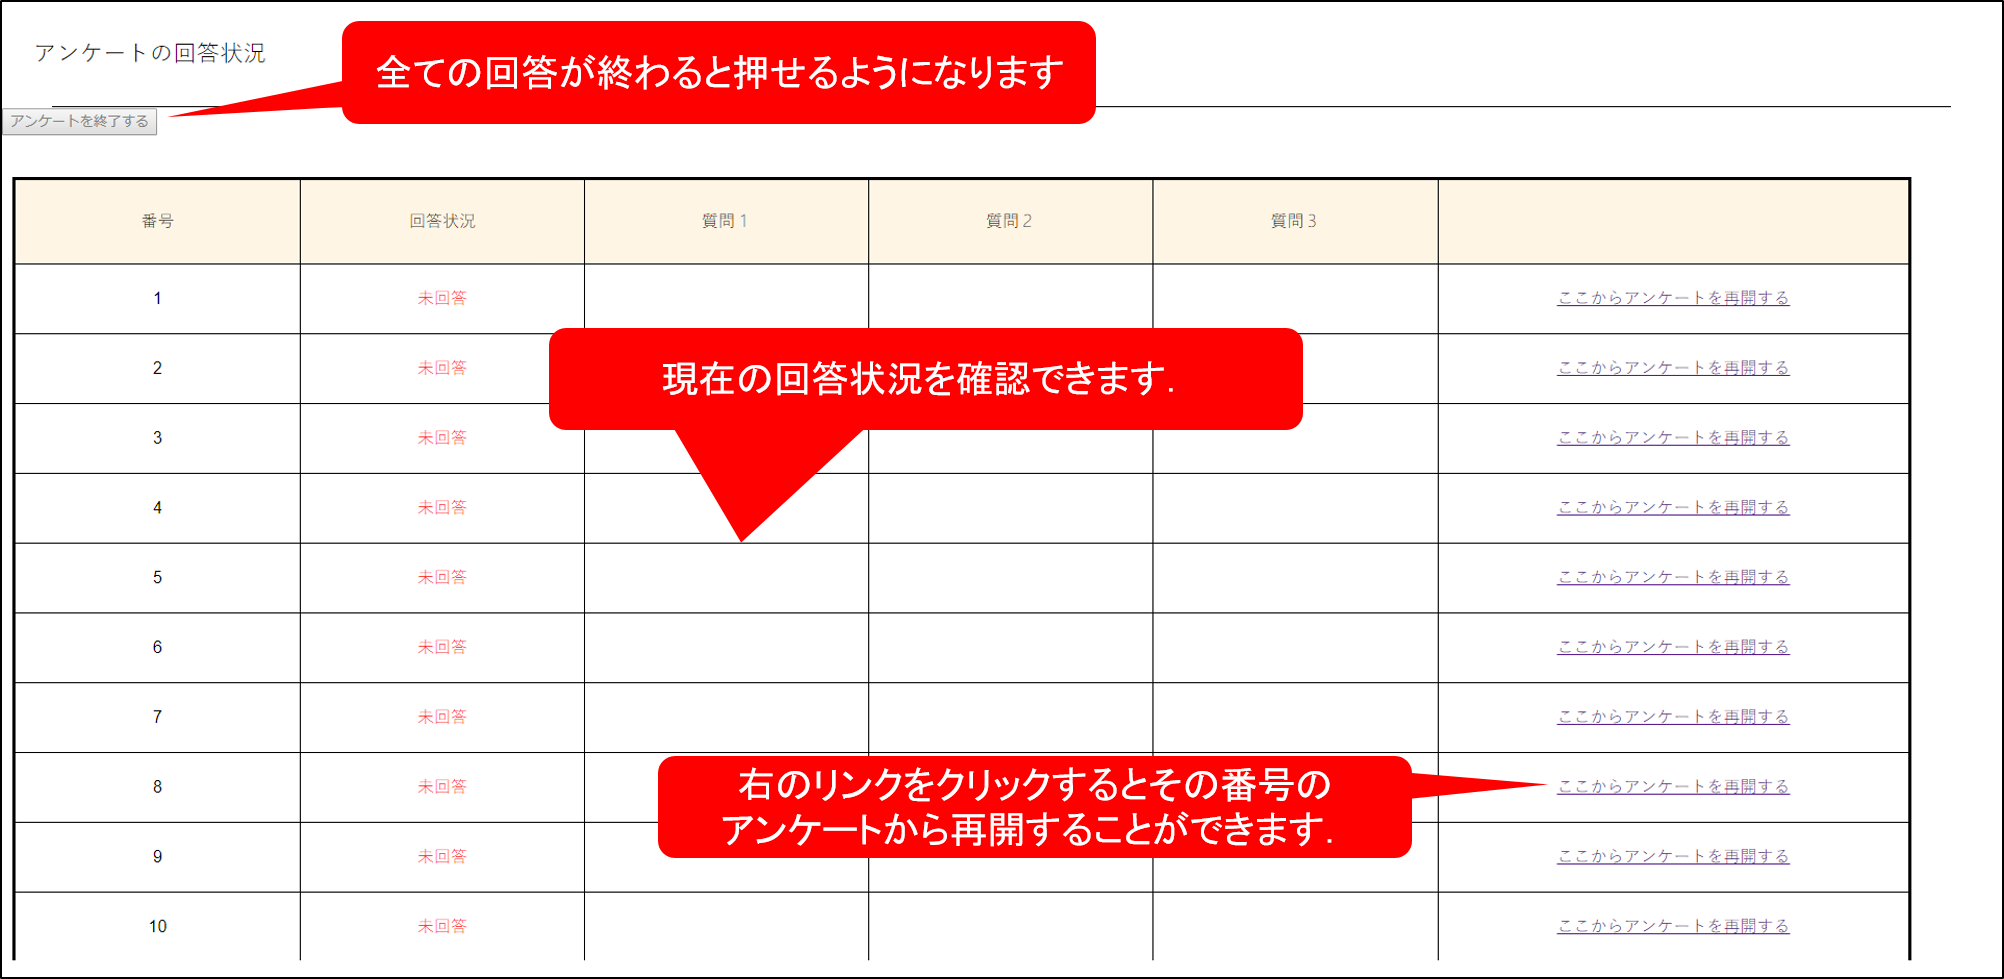 アンケートの回答状況
全ての回答が終わると押せるようになります
アンケートを終了する
番号 回答状況 質問1 質問2 質問3
1 未回答 ここからアンケートを再開する
2 未回答 ここからアンケートを再開する
現在の回答状況を確認できます.
3 未回答 ここからアンケートを再開する
4 未回答 ここからアンケートを再開する
5 未回答 ここからアンケートを再開する
6 未回答 ここからアンケートを再開する
7 未回答 ここからアンケートを再開する
右のリンクをクリックするとその番号の
アンケートから再開することができます.
8 未回答 ここからアンケートを再開する
9 未回答 ここからアンケートを再開する
10 未回答 ここからアンケートを再開する